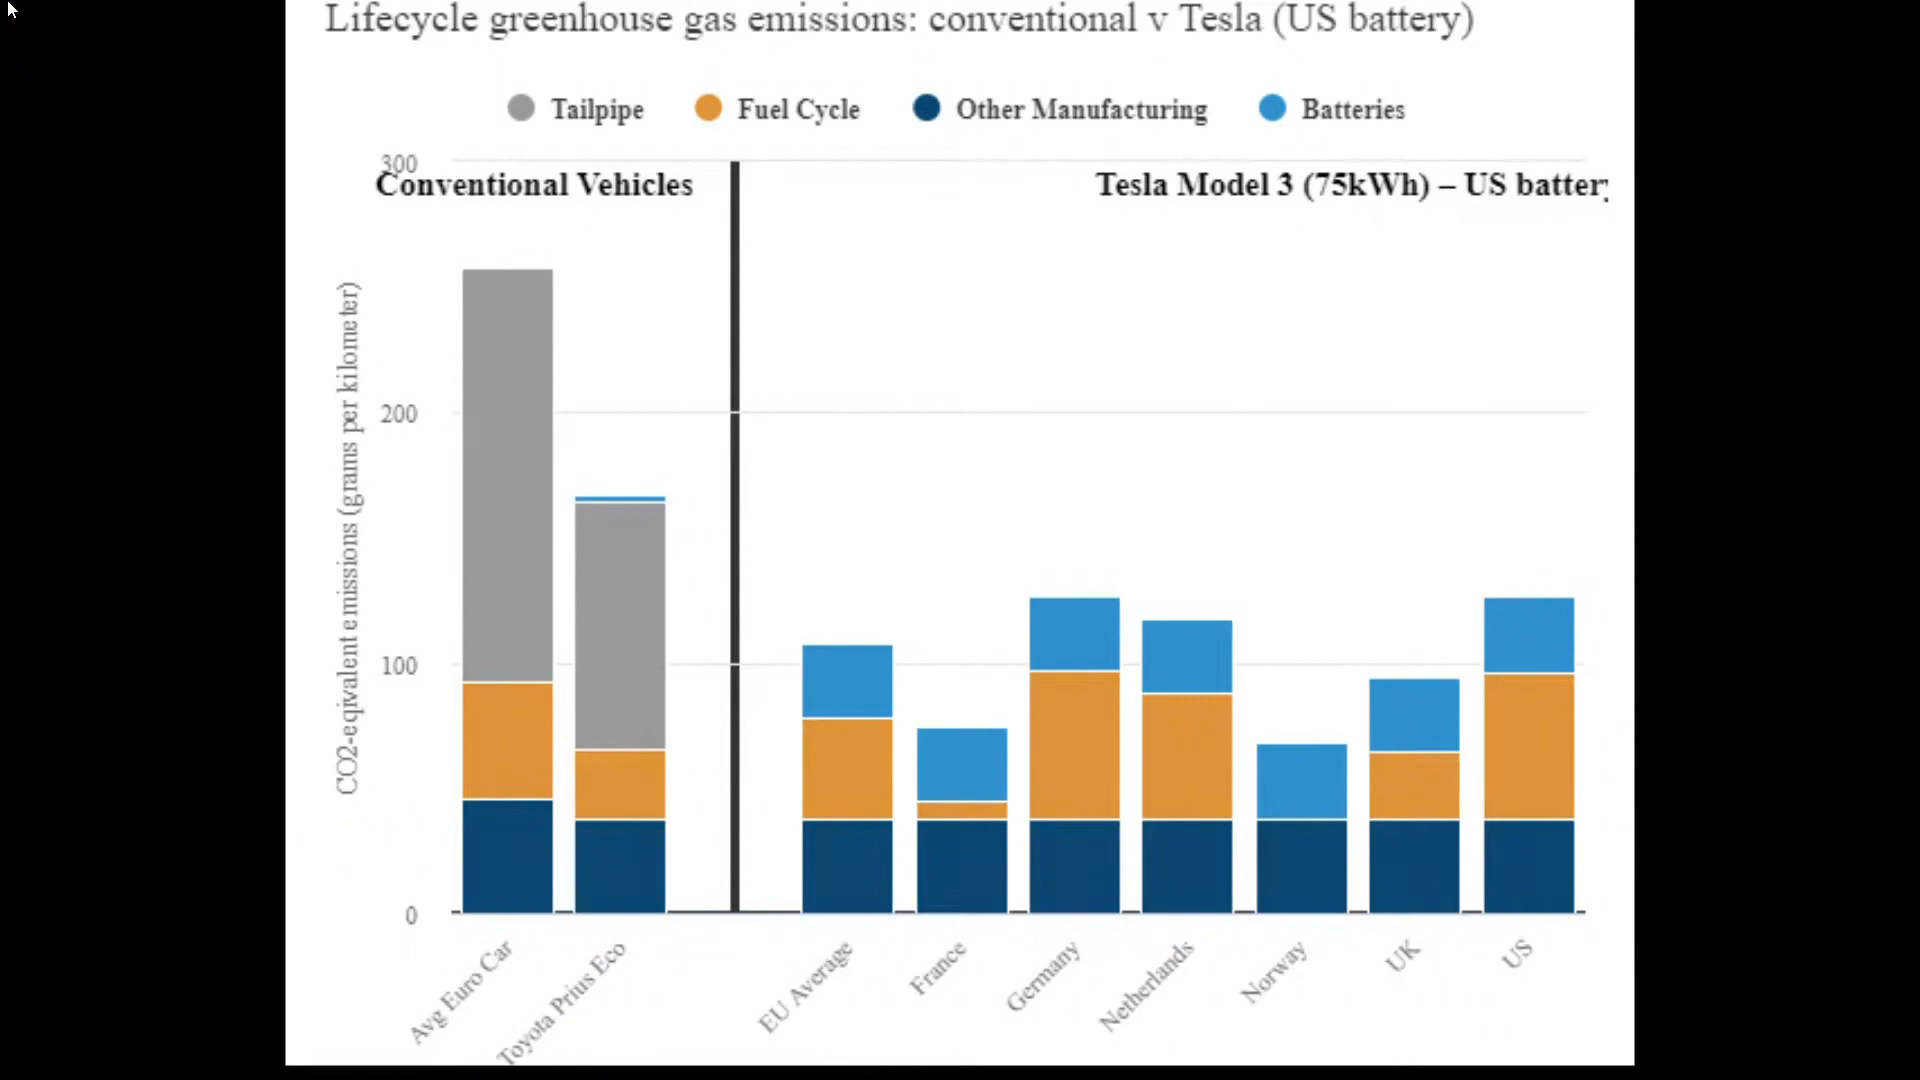 Lifecycle greenhouse gas emissions: conventional v Tesla (US battery)
Tailpipe Fuel Cycle Other Manufacturing Batteries
300
Conventional Vehicles
Tesla Model 3 (75kWh) – US battery
CO2-eqivalent emissions (grams per kilometer)
200
100
0
Avg Euro Car
Toyota Prius Eco
EU Average
France
Germany
Netherlands
Norway
UK
US